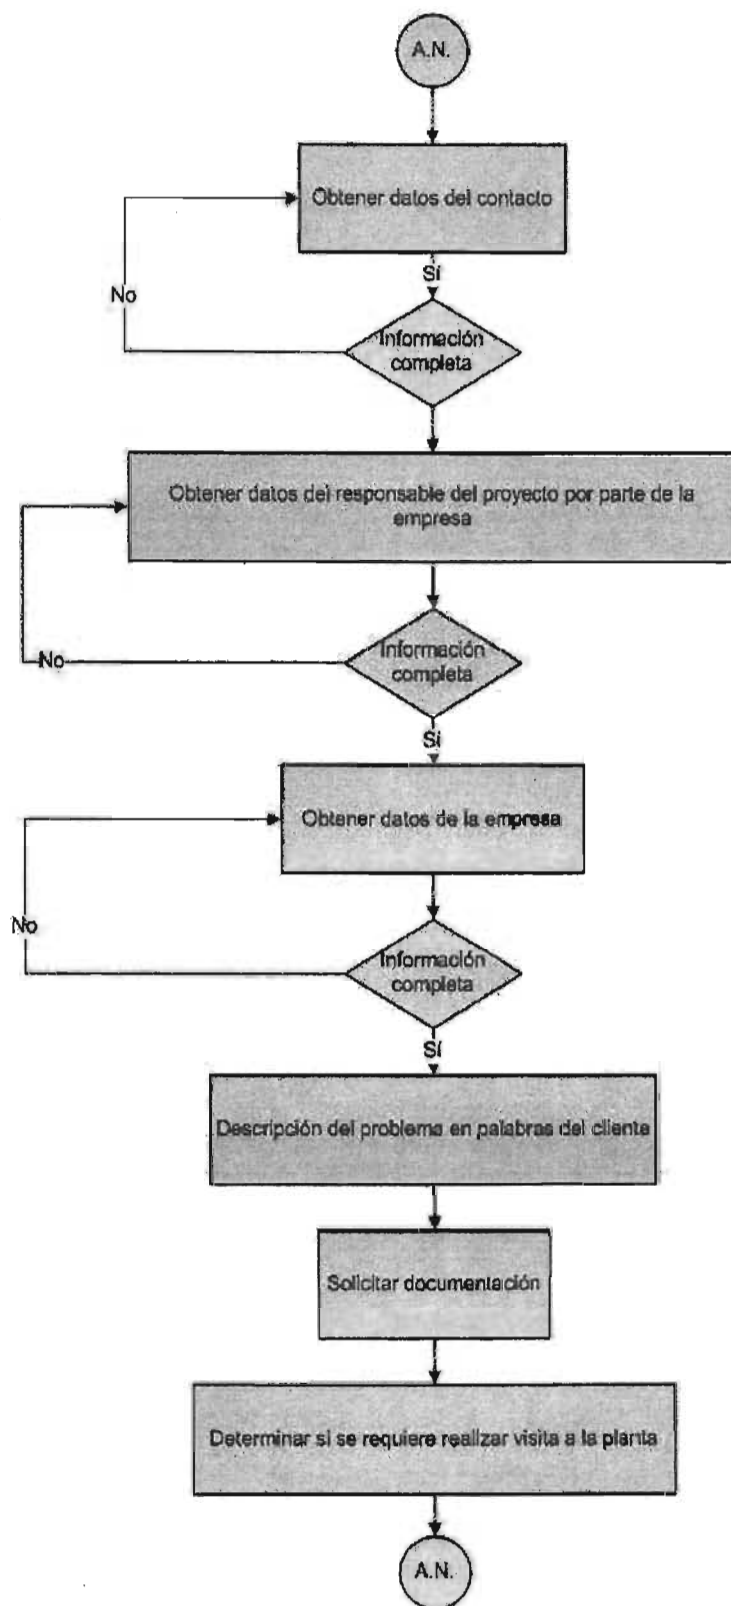 A.N.
Obtener datos del contacto
Sí
No
Información
completa
Obtener datos del responsable del proyecto por parte de la
empresa
Información
completa
No
Sí
Obtener datos de la empresa
No
Información
completa
Sí
Descripción del problema en palabras del cliente
Solicitar documentación
Determinar si se requiere realizar visita a la planta
A.N.